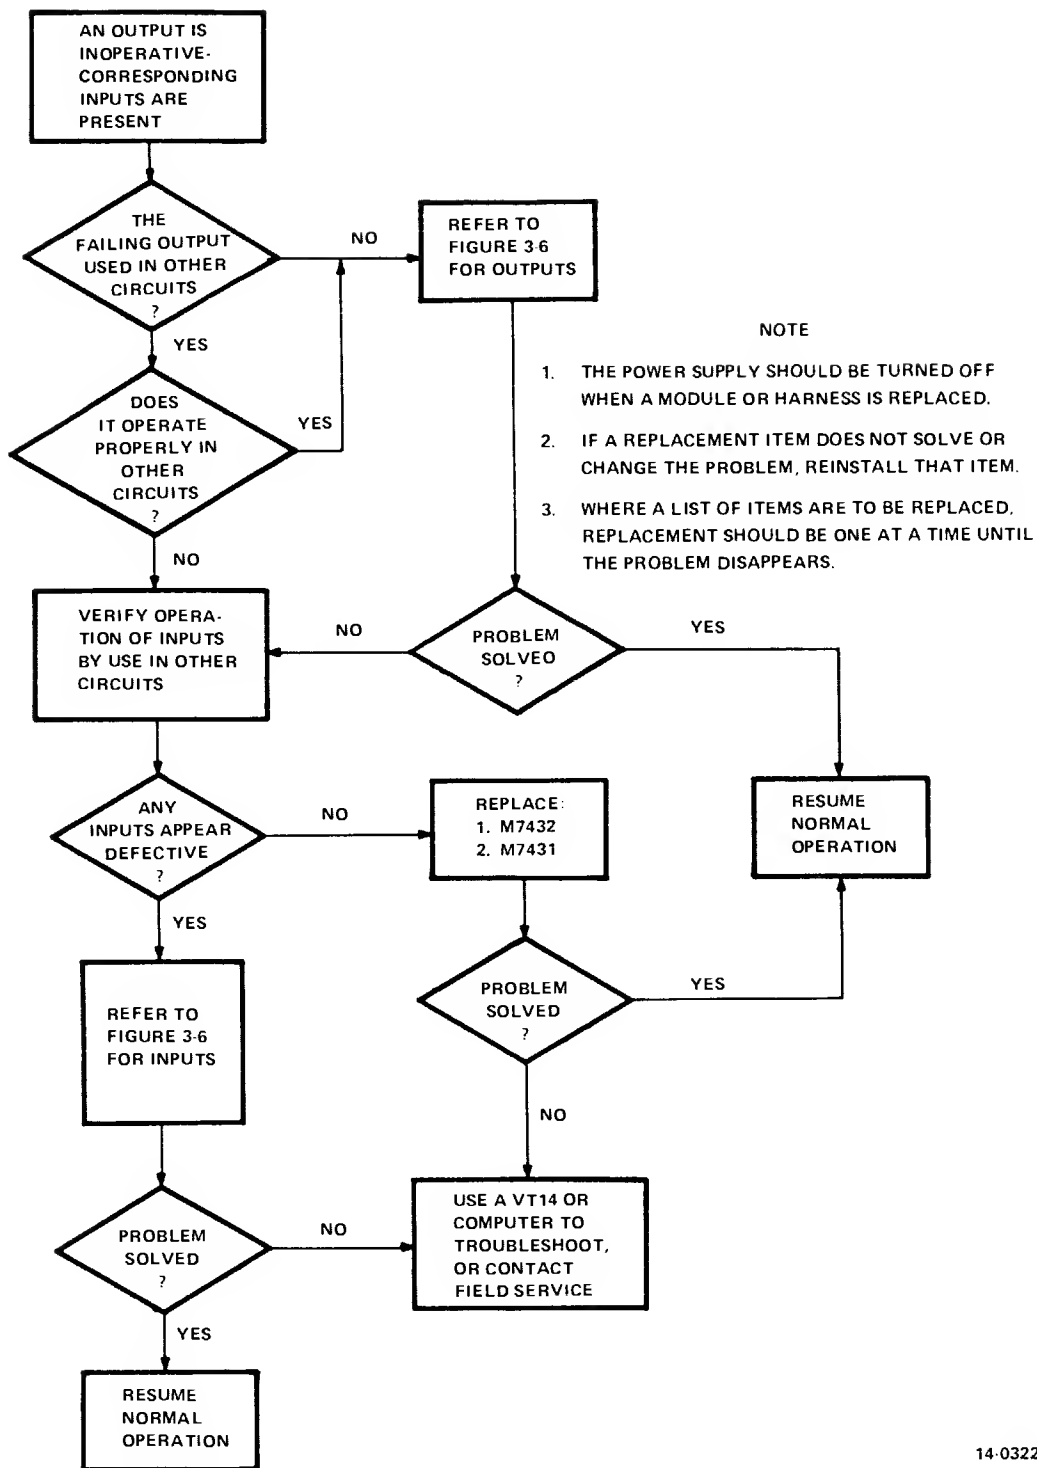 AN OUTPUT IS
INOPERATIVE-
CORRESPONDING
INPUTS ARE
PRESENT
THE
FAILING OUTPUT
USED IN OTHER
CIRCUITS
?
NO
REFER TO
FIGURE 3-6
FOR OUTPUTS
YES
DOES
IT OPERATE
PROPERLY IN
OTHER
CIRCUITS
?
YES
NO
NOTE
1. THE POWER SUPPLY SHOULD BE TURNED OFF
WHEN A MODULE OR HARNESS IS REPLACED.
2. IF A REPLACEMENT ITEM DOES NOT SOLVE OR
CHANGE THE PROBLEM, REINSTALL THAT ITEM.
3. WHERE A LIST OF ITEMS ARE TO BE REPLACED,
REPLACEMENT SHOULD BE ONE AT A TIME UNTIL
THE PROBLEM DISAPPEARS.
VERIFY OPERA-
TION OF INPUTS
BY USE IN OTHER
CIRCUITS
NO
PROBLEM
SOLVEO
?
YES
ANY
INPUTS APPEAR
DEFECTIVE
?
NO
REPLACE:
1. M7432
2. M7431
RESUME
NORMAL
OPERATION
YES
REFER TO
FIGURE 3-6
FOR INPUTS
PROBLEM
SOLVED
?
YES
NO
PROBLEM
SOLVED
?
NO
USE A VT14 OR
COMPUTER TO
TROUBLESHOOT,
OR CONTACT
FIELD SERVICE
YES
RESUME
NORMAL
OPERATION
14-0322